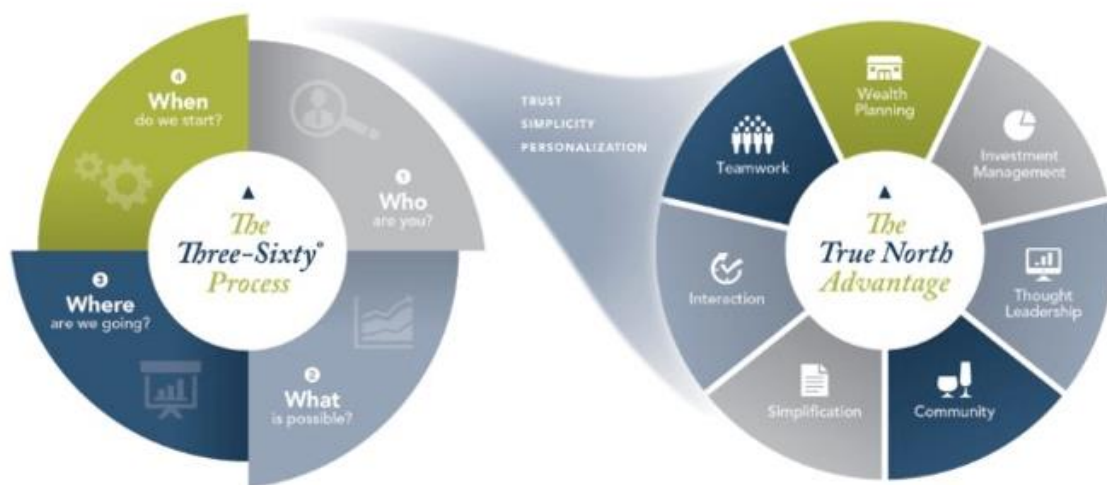 4
When
do we start?
1
Who
are you?
The
Three-Sixty°
Process
3
Where
are we going?
2
What
is possible?
TRUST
SIMPLICITY
PERSONALIZATION
Wealth
Planning
Teamwork
Investment
Management
The
True North
Advantage
Interaction
Thought
Leadership
Simplification
Community